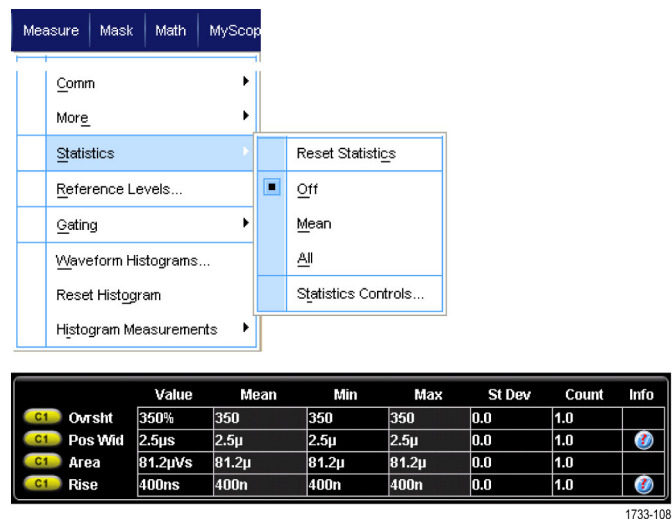 Measure Mask Math MyScop
Comm
More
Statistics
Reset Statistics
Reference Levels...
Off
Gating
Mean
Waveform Histograms...
All
Reset Histogram
Statistics Controls...
Histogram Measurements
Value Mean Min Max St Dev Count Info
C1 Ovrsht 350% 350 350 350 0.0 1.0
C1 Pos Wid 2.5µs 2.5µ 2.5µ 2.5µ 0.0 1.0
C1 Area 81.2µVs 81.2µ 81.2µ 81.2µ 0.0 1.0
C1 Rise 400ns 400n 400n 400n 0.0 1.0
1733-108